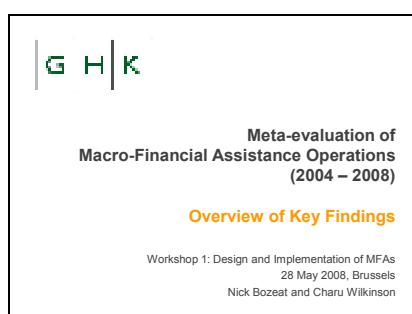 G H K
Meta-evaluation of
Macro-Financial Assistance Operations
(2004 – 2008)
Overview of Key Findings
Workshop 1: Design and Implementation of MFAs
28 May 2008, Brussels
Nick Bozeat and Charu Wilkinson